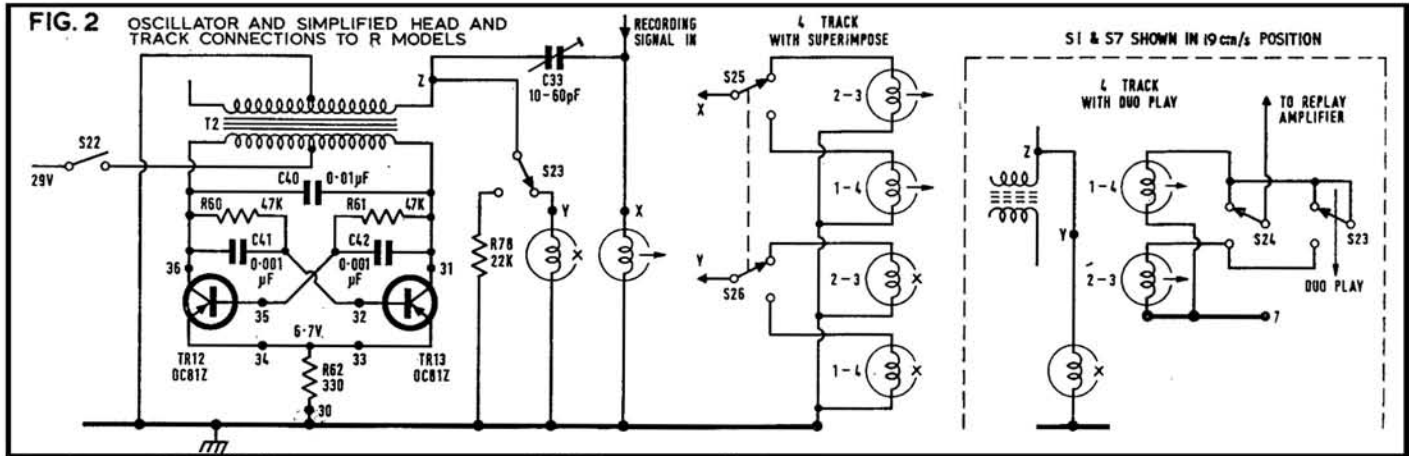 FIG. 2
OSCILLATOR AND SIMPLIFIED HEAD AND
TRACK CONNECTIONS TO R MODELS
RECORDING
SIGNAL IN
4 TRACK
WITH SUPERIMPOSE
S1 & S7 SHOWN IN 19 cm/s POSITION
Z
C33
10-60pF
S25
X
2-3
4 TRACK
WITH DUO PLAY
TO REPLAY
AMPLIFIER
T2
S22
29V
C40
0·01μF
S23
Z
1-4
R60
47K
R61
47K
Y
X
1-4
S24
S23
C41
0·001
μF
C42
0·001
μF
R78
22K
X
Y
S26
2-3
X
Y
2-3
DUO PLAY
36
31
35
32
7
6·7V
34
33
TR12
OC81Z
TR13
OC81Z
R62
330
30
1-4
X
X